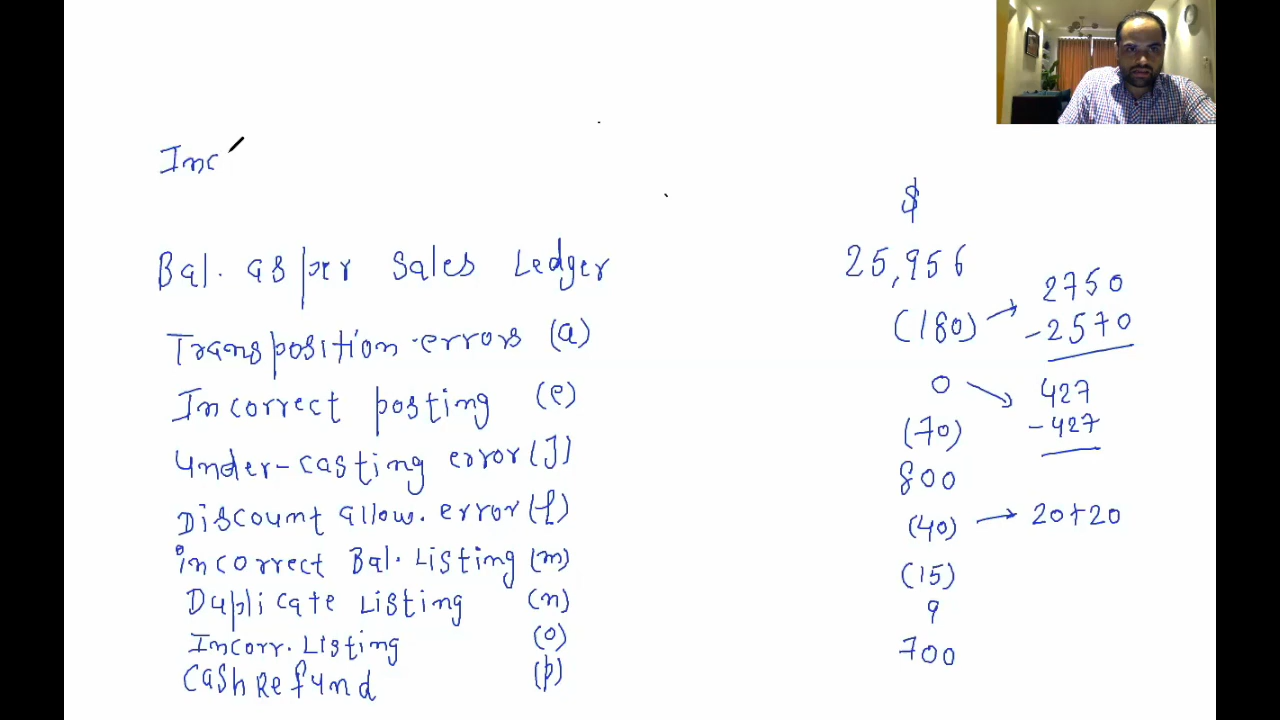 Inc
$
Bal. as per Sales Ledger 25,956
2750
Transposition errors (a) (180) → - 2570
Incorrect posting (e) 0 → 427
(70) - 427
Under-casting error (J) 800
Discount allow. error (l) (40) → 20+20
incorrect Bal. Listing (m) (15)
Duplicate Listing (n) 9
Incorr. Listing (o) 700
Cash Refund (p)